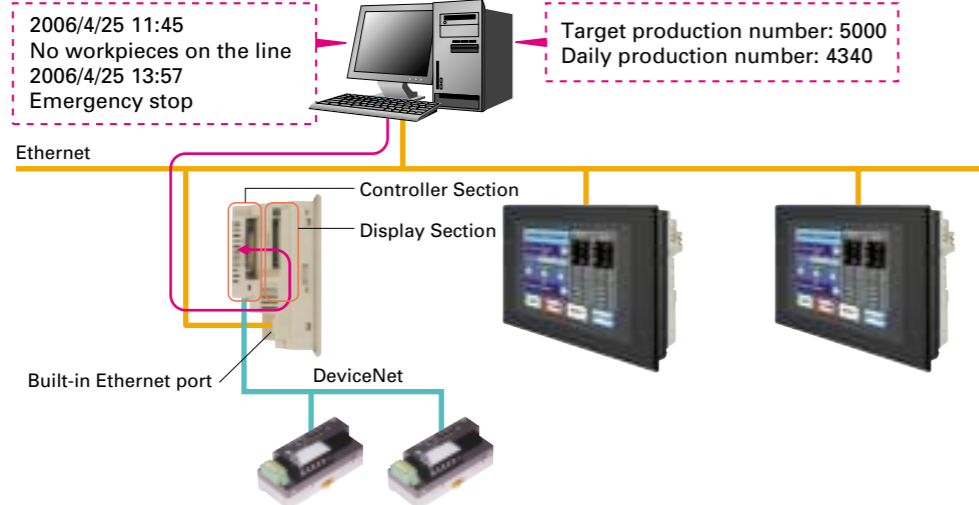 2006/4/25 11:45
No workpieces on the line
2006/4/25 13:57
Emergency stop
Target production number: 5000
Daily production number: 4340
Ethernet
Controller Section
Display Section
Built-in Ethernet port
DeviceNet